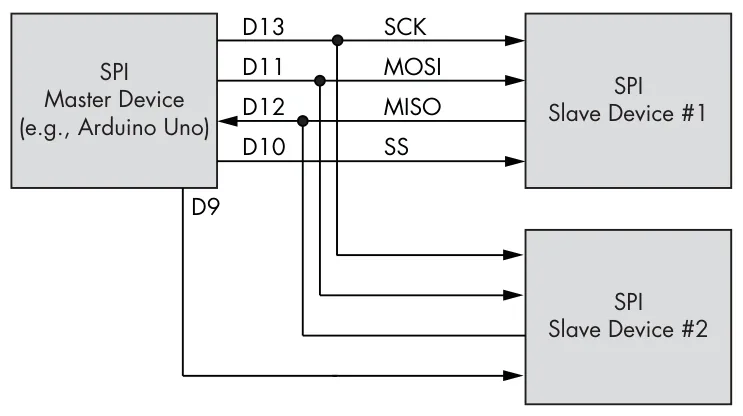 SPI
Master Device
(e.g., Arduino Uno)
D13 SCK
D11 MOSI
D12 MISO
D10 SS
D9
SPI
Slave Device #1
SPI
Slave Device #2